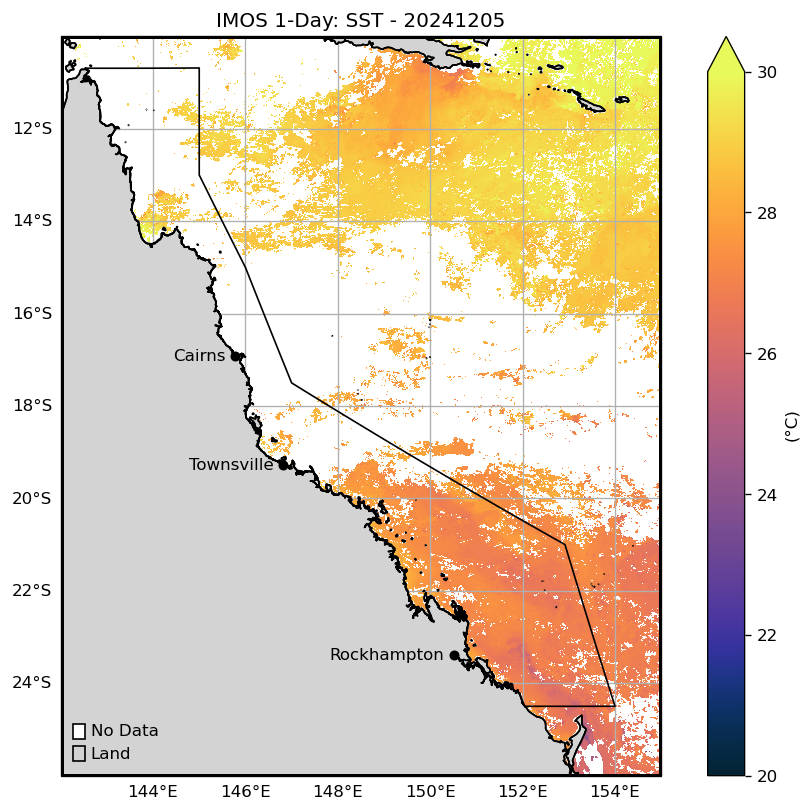 IMOS 1-Day: SST - 20241205
12°S
14°S
16°S
18°S
20°S
22°S
24°S
Cairns
Townsville
Rockhampton
No Data
Land
144°E 146°E 148°E 150°E 152°E 154°E
30
28
26
24
22
20
(°C)